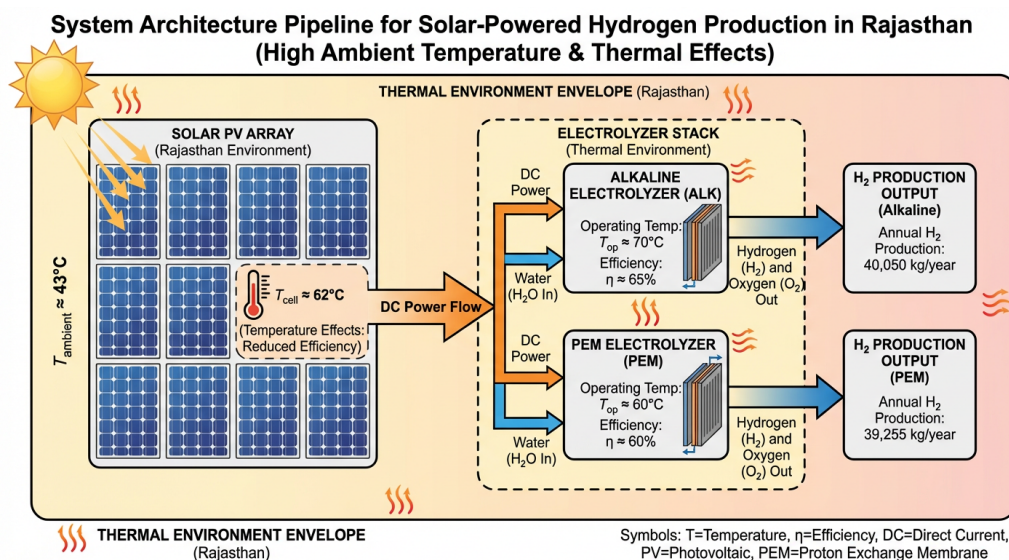 System Architecture Pipeline for Solar-Powered Hydrogen Production in Rajasthan
(High Ambient Temperature & Thermal Effects)
THERMAL ENVIRONMENT ENVELOPE (Rajasthan)
SOLAR PV ARRAY
(Rajasthan Environment)
T_ambient ≈ 43°C
T_cell ≈ 62°C
(Temperature Effects:
Reduced Efficiency)
DC Power Flow
ELECTROLYZER STACK
(Thermal Environment)
DC
Power
Water
(H₂O In)
ALKALINE
ELECTROLYZER (ALK)
Operating Temp:
T_op ≈ 70°C
Efficiency:
η ≈ 65%
Hydrogen
(H₂) and
Oxygen (O₂)
Out
H₂ PRODUCTION
OUTPUT
(Alkaline)
Annual H₂
Production:
40,050 kg/year
DC
Power
Water
(H₂O In)
PEM ELECTROLYZER
(PEM)
Operating Temp:
T_op ≈ 60°C
Efficiency:
η ≈ 60%
Hydrogen
(H₂) and
Oxygen
(O₂) Out
H₂ PRODUCTION
OUTPUT
(PEM)
Annual H₂
Production:
39,255 kg/year
THERMAL ENVIRONMENT ENVELOPE
(Rajasthan)
Symbols: T=Temperature, η=Efficiency, DC=Direct Current,
PV=Photovoltaic, PEM=Proton Exchange Membrane